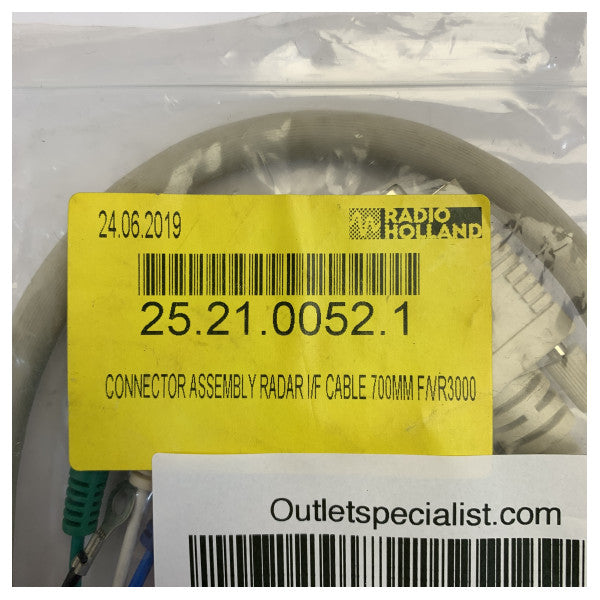 24.06.2019
RADIO
HOLLAND
25.21.0052.1
CONNECTOR ASSEMBLY RADAR I/F CABLE 700MM F/VR3000
Outletspecialist.com